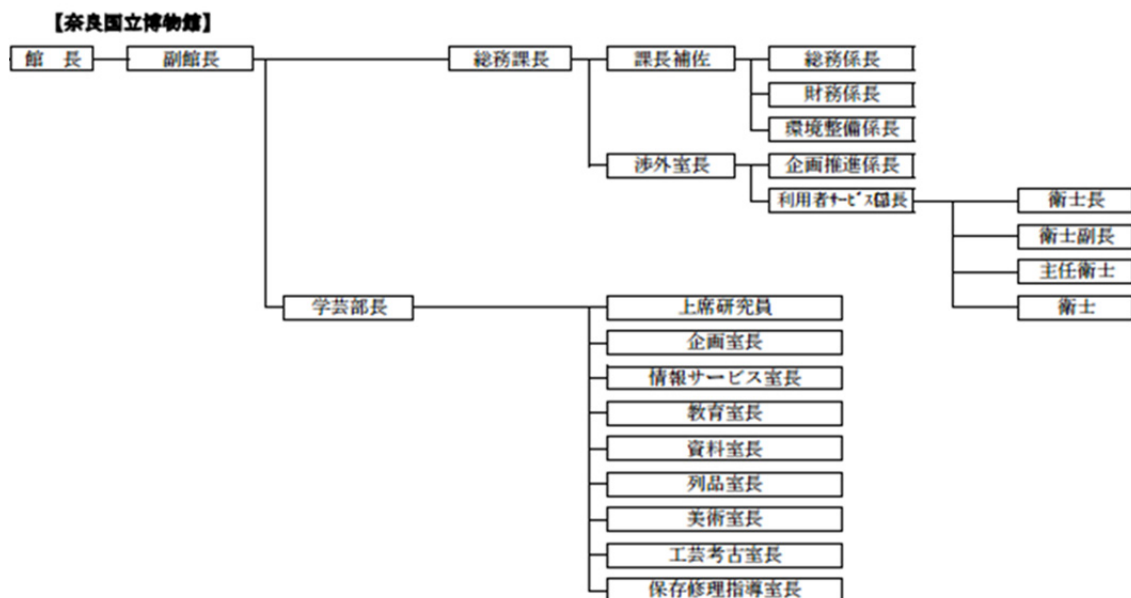 【奈良国立博物館】
館　長 副館長 総務課長 課長補佐 総務係長
財務係長
環境整備係長
渉外室長 企画推進係長
利用者サービス係長 衛士長
衛士副長
主任衛士
学芸部長 上席研究員 衛士
企画室長
情報サービス室長
教育室長
資料室長
列品室長
美術室長
工芸考古室長
保存修理指導室長